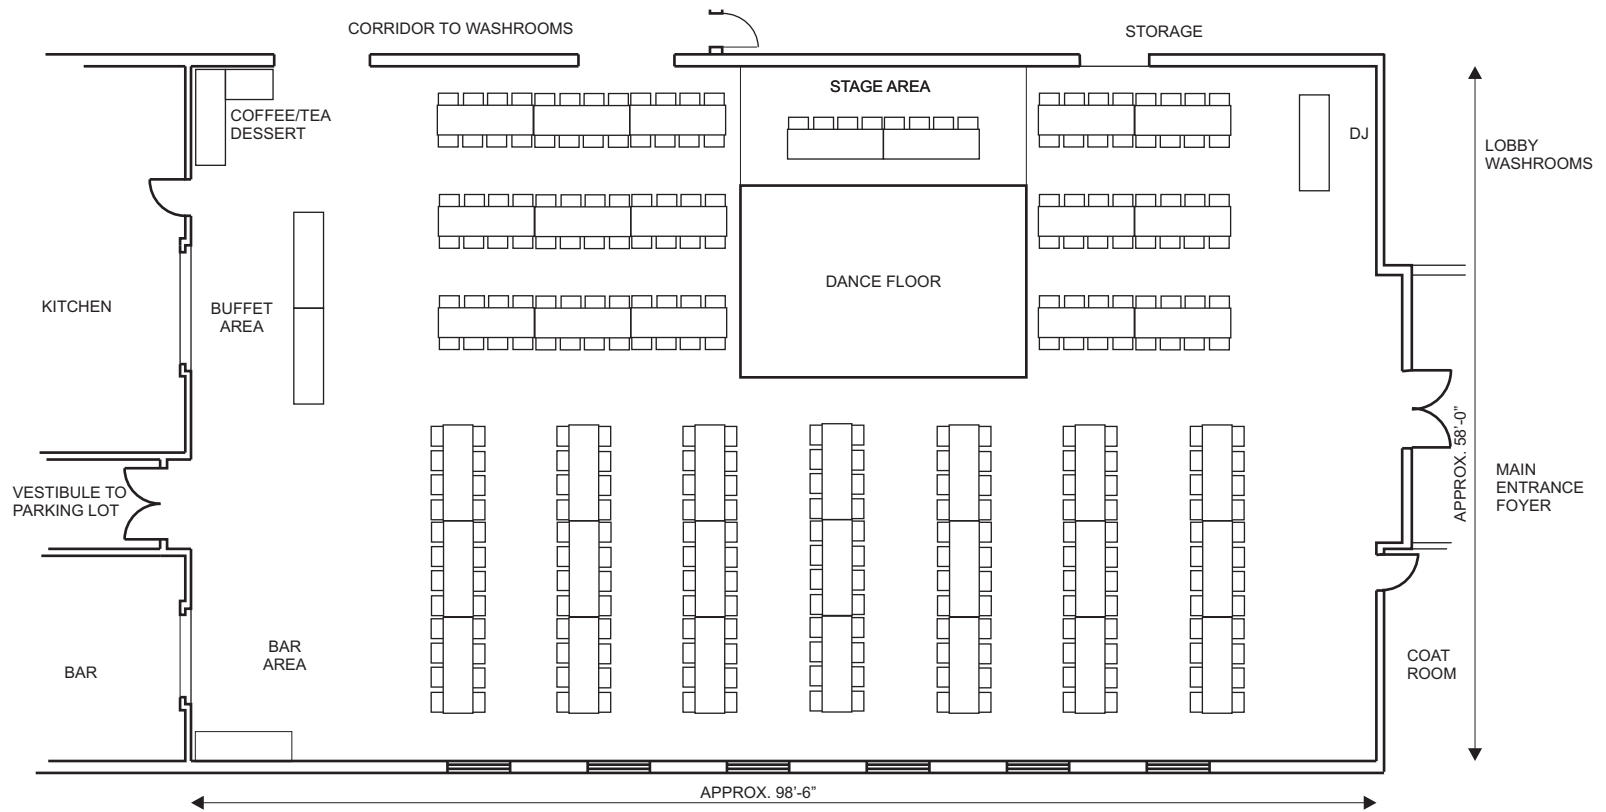 CORRIDOR TO WASHROOMS
STORAGE
STAGE AREA
COFFEE/TEA
DESSERT
DJ
LOBBY
WASHROOMS
KITCHEN
BUFFET
AREA
DANCE FLOOR
APPROX. 58'-0"
VESTIBULE TO
PARKING LOT
MAIN
ENTRANCE
FOYER
BAR
BAR
AREA
COAT
ROOM
APPROX. 98'-6"